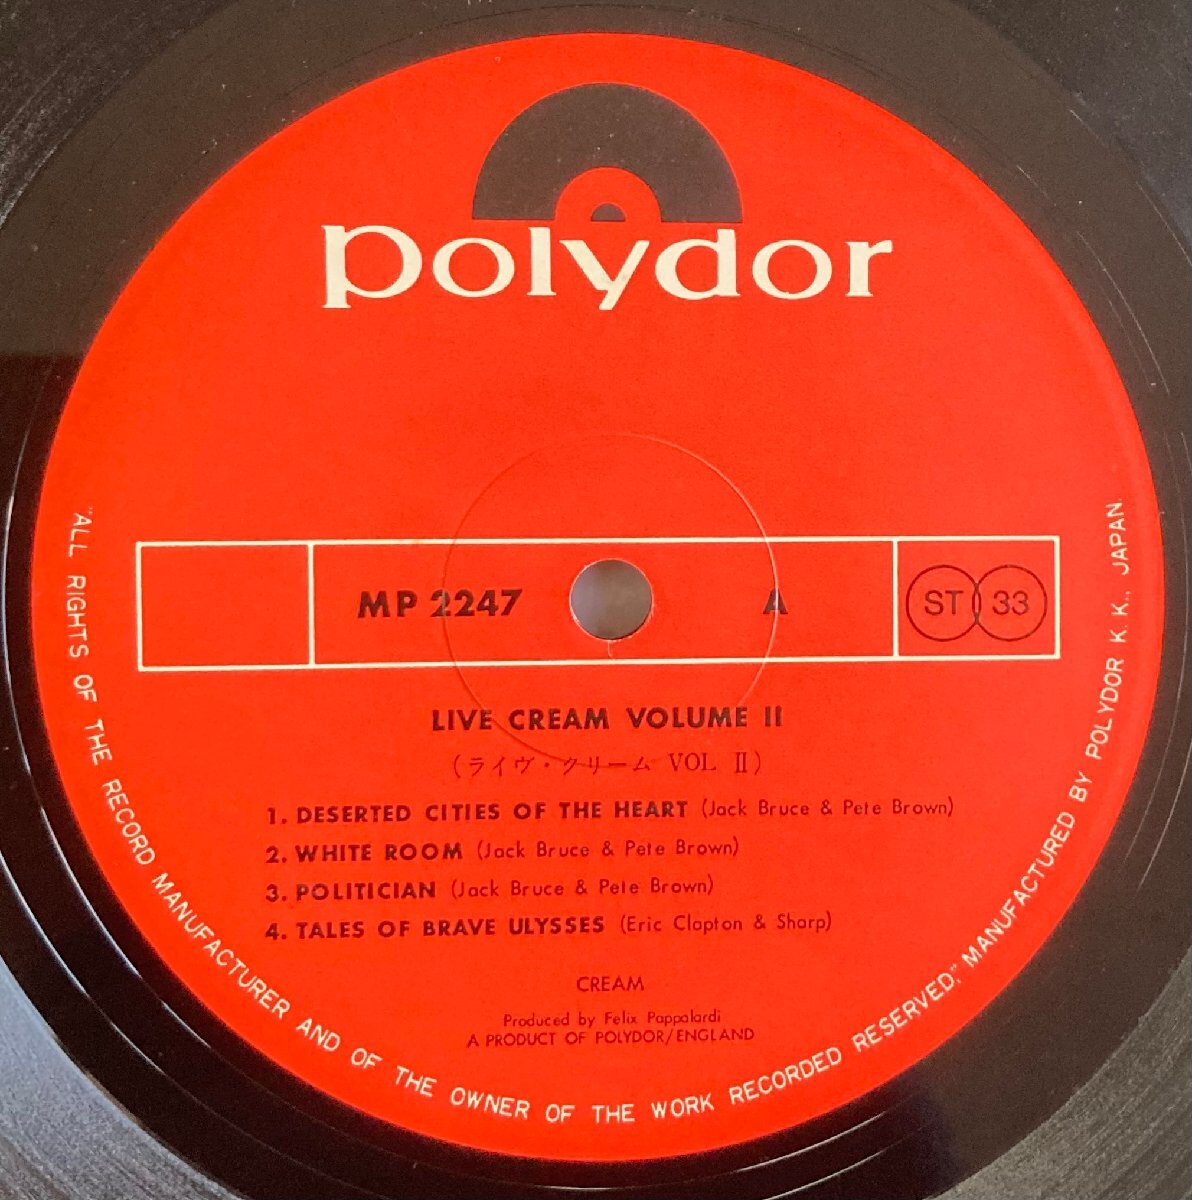 polydor
MP 2247 A ST 33
LIVE CREAM VOLUME II
(ライヴ・クリーム VOL Ⅱ)
1. DESERTED CITIES OF THE HEART (Jack Bruce & Pete Brown)
2. WHITE ROOM (Jack Bruce & Pete Brown)
3. POLITICIAN (Jack Bruce & Pete Brown)
4. TALES OF BRAVE ULYSSES (Eric Clapton & Sharp)
CREAM
Produced by Felix Pappalardi
A PRODUCT OF POLYDOR/ENGLAND
"ALL RIGHTS OF THE RECORD MANUFACTURER AND OF THE OWNER OF THE WORK RECORDED RESERVED," MANUFACTURED BY POLYDOR K.K., JAPAN